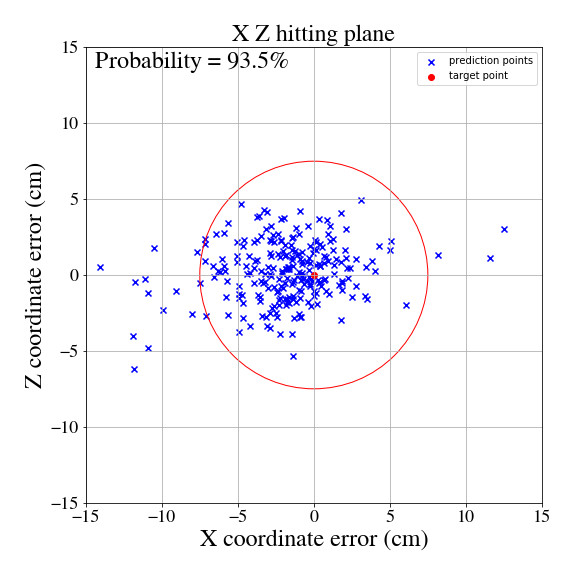 X Z hitting plane
Probability = 93.5%
prediction points
target point
15
10
5
0
−5
−10
−15
Z coordinate error (cm)
−15
−10
−5
0
5
10
15
X coordinate error (cm)